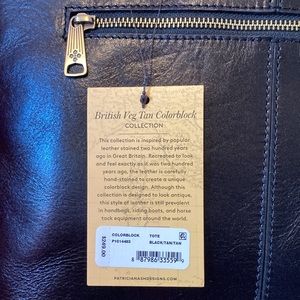 British Veg Tan Colorblock
COLLECTION
This collection is inspired by popular
leather stained two hundred years
ago in Great Britain. Recreated to look
and feel exactly as it was two hundred
years ago, the leather is carefully
hand-stained to create a unique
colorblock design. Although this
collection is designed to look antique,
this style of leather is still prevalent
in handbags, riding boots, and horse
tack equipment around the world.
COLORBLOCK TOTE
P1014483 BLACK/TAN/TAN
$249.00
PATRICIANASHDESIGNS.COM